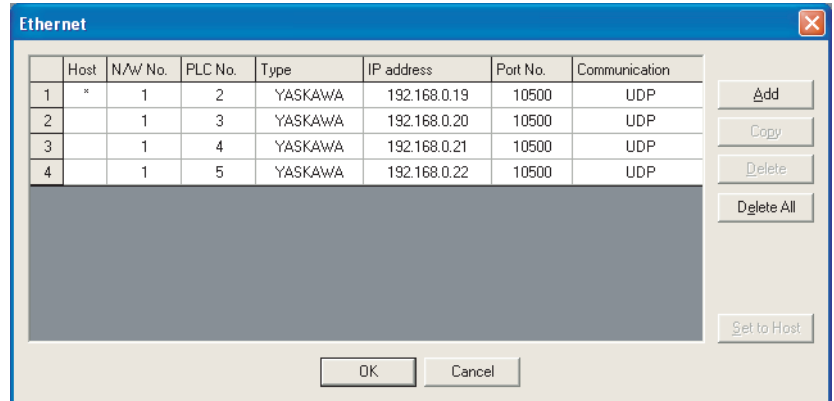 Ethernet
Host N/W No. PLC No. Type IP address Port No. Communication
1 * 1 2 YASKAWA 192.168.0.19 10500 UDP
2 1 3 YASKAWA 192.168.0.20 10500 UDP
3 1 4 YASKAWA 192.168.0.21 10500 UDP
4 1 5 YASKAWA 192.168.0.22 10500 UDP
Add
Copy
Delete
Delete All
Set to Host
OK Cancel